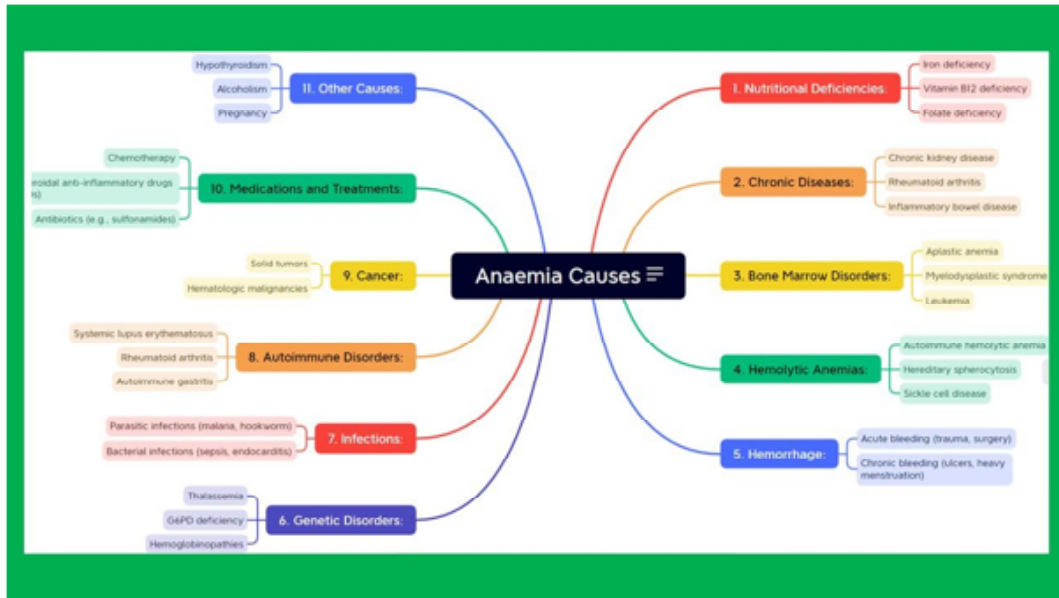 Anaemia Causes
1. Nutritional Deficiencies:
Iron deficiency
Vitamin B12 deficiency
Folate deficiency
2. Chronic Diseases:
Chronic kidney disease
Rheumatoid arthritis
Inflammatory bowel disease
3. Bone Marrow Disorders:
Aplastic anemia
Myelodysplastic syndrome
Leukemia
4. Hemolytic Anemias:
Autoimmune hemolytic anemia
Hereditary spherocytosis
Sickle cell disease
5. Hemorrhage:
Acute bleeding (trauma, surgery)
Chronic bleeding (ulcers, heavy
menstruation)
6. Genetic Disorders:
Thalassemia
G6PD deficiency
Hemoglobinopathies
7. Infections:
Parasitic infections (malaria, hookworm)
Bacterial infections (sepsis, endocarditis)
8. Autoimmune Disorders:
Systemic lupus erythematosus
Rheumatoid arthritis
Autoimmune gastritis
9. Cancer:
Solid tumors
Hematologic malignancies
10. Medications and Treatments:
Chemotherapy
roidal anti-inflammatory drugs
s)
Antibiotics (e.g., sulfonamides)
11. Other Causes:
Hypothyroidism
Alcoholism
Pregnancy